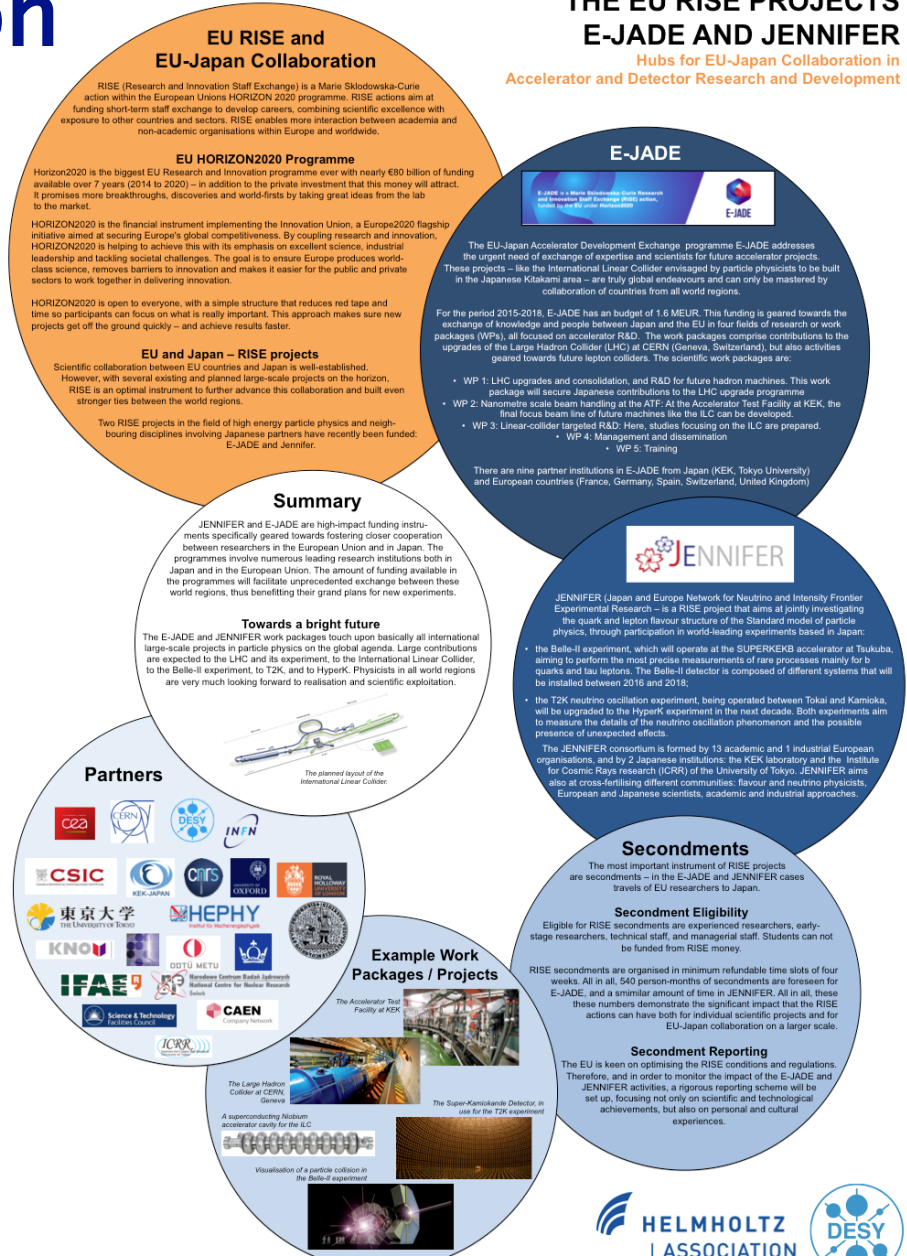 on
THE EU RISE PROJECTS
E-JADE AND JENNIFER
Hubs for EU-Japan Collaboration in
Accelerator and Detector Research and Development
EU RISE and
EU-Japan Collaboration
RISE (Research and Innovation Staff Exchange) is a Marie Sklodowska-Curie
action within the European Unions HORIZON 2020 programme. RISE actions aim at
funding short-term staff exchange to develop careers, combining scientific excellence with
exposure to other countries and sectors. RISE enables more interaction between academia and
non-academic organisations within Europe and worldwide.
EU HORIZON2020 Programme
Horizon2020 is the biggest EU Research and Innovation programme ever with nearly €80 billion of funding
available over 7 years (2014 to 2020) – in addition to the private investment that this money will attract.
It promises more breakthroughs, discoveries and world-firsts by taking great ideas from the lab
to the market.
HORIZON2020 is the financial instrument implementing the Innovation Union, a Europe2020 flagship
initiative aimed at securing Europe's global competitiveness. By coupling research and innovation,
HORIZON2020 is helping to achieve this with its emphasis on excellent science, industrial
leadership and tackling societal challenges. The goal is to ensure Europe produces world-
class science, removes barriers to innovation and makes it easier for the public and private
sectors to work together in delivering innovation.
HORIZON2020 is open to everyone, with a simple structure that reduces red tape and
time so participants can focus on what is really important. This approach makes sure new
projects get off the ground quickly – and achieve results faster.
EU and Japan – RISE projects
Scientific collaboration between EU countries and Japan is well-established.
However, with several existing and planned large-scale projects on the horizon,
RISE is an optimal instrument to further advance this collaboration and built even
stronger ties between the world regions.
Two RISE projects in the field of high energy particle physics and neigh-
bouring disciplines involving Japanese partners have recently been funded:
E-JADE and Jennifer.
E-JADE
E-JADE is a Marie Sklodowska-Curie Research
and Innovation Staff Exchange (RISE) action,
funded by the EU under Horizon2020
E-JADE
The EU-Japan Accelerator Development Exchange programme E-JADE addresses
the urgent need of exchange of expertise and scientists for future accelerator projects.
These projects – like the International Linear Collider envisaged by particle physicists to be built
in the Japanese Kitakami area – are truly global endeavours and can only be mastered by
collaboration of countries from all world regions.
For the period 2015-2018, E-JADE has an budget of 1.6 MEUR. This funding is geared towards the
exchange of knowledge and people between Japan and the EU in four fields of research or work
packages (WPs), all focused on accelerator R&D. The work packages comprise contributions to the
upgrades of the Large Hadron Collider (LHC) at CERN (Geneva, Switzerland), but also activities
geared towards future lepton colliders. The scientific work packages are:
• WP 1: LHC upgrades and consolidation, and R&D for future hadron machines. This work
package will secure Japanese contributions to the LHC upgrade programme
• WP 2: Nanometre scale beam handling at the ATF: At the Accelerator Test Facility at KEK, the
final focus beam line of future machines like the ILC can be developed.
• WP 3: Linear-collider targeted R&D: Here, studies focusing on the ILC are prepared.
• WP 4: Management and dissemination
• WP 5: Training
There are nine partner institutions in E-JADE from Japan (KEK, Tokyo University)
and European countries (France, Germany, Spain, Switzerland, United Kingdom)
Summary
JENNIFER and E-JADE are high-impact funding instru-
ments specifically geared towards fostering closer cooperation
between researchers in the European Union and in Japan. The
programmes involve numerous leading research institutions both in
Japan and in the European Union. The amount of funding available in
the programmes will facilitate unprecedented exchange between these
world regions, thus benefitting their grand plans for new experiments.
Towards a bright future
The E-JADE and JENNIFER work packages touch upon basically all international
large-scale projects in particle physics on the global agenda. Large contributions
are expected to the LHC and its experiment, to the International Linear Collider,
to the Belle-II experiment, to T2K, and to HyperK. Physicists in all world regions
are very much looking forward to realisation and scientific exploitation.
The planned layout of the
International Linear Collider.
JENNIFER
JENNIFER (Japan and Europe Network for Neutrino and Intensity Frontier
Experimental Research – is a RISE project that aims at jointly investigating
the quark and lepton flavour structure of the Standard model of particle
physics, through participation in world-leading experiments based in Japan:
• the Belle-II experiment, which will operate at the SUPERKEKB accelerator at Tsukuba,
aiming to perform the most precise measurements of rare processes mainly for b
quarks and tau leptons. The Belle-II detector is composed of different systems that will
be installed between 2016 and 2018;
• the T2K neutrino oscillation experiment, being operated between Tokai and Kamioka,
will be upgraded to the HyperK experiment in the next decade. Both experiments aim
to measure the details of the neutrino oscillation phenomenon and the possible
presence of unexpected effects.
The JENNIFER consortium is formed by 13 academic and 1 industrial European
organisations, and by 2 Japanese institutions: the KEK laboratory and the Institute
for Cosmic Rays research (ICRR) of the University of Tokyo. JENNIFER aims
also at cross-fertilising different communities: flavour and neutrino physicists,
European and Japanese scientists, academic and industrial approaches.
Partners
cea
CERN
DESY
INFN
CSIC
KEK-JAPAN
cnrs
UNIVERSITY OF
OXFORD
ROYAL
HOLLOWAY
UNIVERSITY
OF LONDON
東京大学
THE UNIVERSITY OF TOKYO
HEPHY
Institut für Hochenergiephysik
KNOW
ODTÜ METU
IFAE
Narodowe Centrum Badań Jądrowych
National Centre for Nuclear Research
Świerk
Science & Technology
Facilities Council
CAEN
Company Network
ICRR
Secondments
The most important instrument of RISE projects
are secondments – in the E-JADE and JENNIFER cases
travels of EU researchers to Japan.
Secondment Eligibility
Eligible for RISE secondments are experienced researchers, early-
stage researchers, technical staff, and managerial staff. Students can not
be funded from RISE money.
RISE secondments are organised in minimum refundable time slots of four
weeks. All in all, 540 person-months of secondments are foreseen for
E-JADE, and a smimilar amount of time in JENNIFER. All in all, these
these numbers demonstrate the significant impact that the RISE
actions can have both for individual scientific projects and for
EU-Japan collaboration on a larger scale.
Secondment Reporting
The EU is keen on optimising the RISE conditions and regulations.
Therefore, and in order to monitor the impact of the E-JADE and
JENNIFER activities, a rigorous reporting scheme will be
set up, focusing not only on scientific and technological
achievements, but also on personal and cultural
experiences.
Example Work
Packages / Projects
The Accelerator Test
Facility at KEK
The Large Hadron
Collider at CERN,
Geneva
The Super-Kamiokande Detector, in
use for the T2K experiment
A superconducting Niobium
accelerator cavity for the ILC
Visualisation of a particle collision in
the Belle-II experiment
HELMHOLTZ
ASSOCIATION
DESY